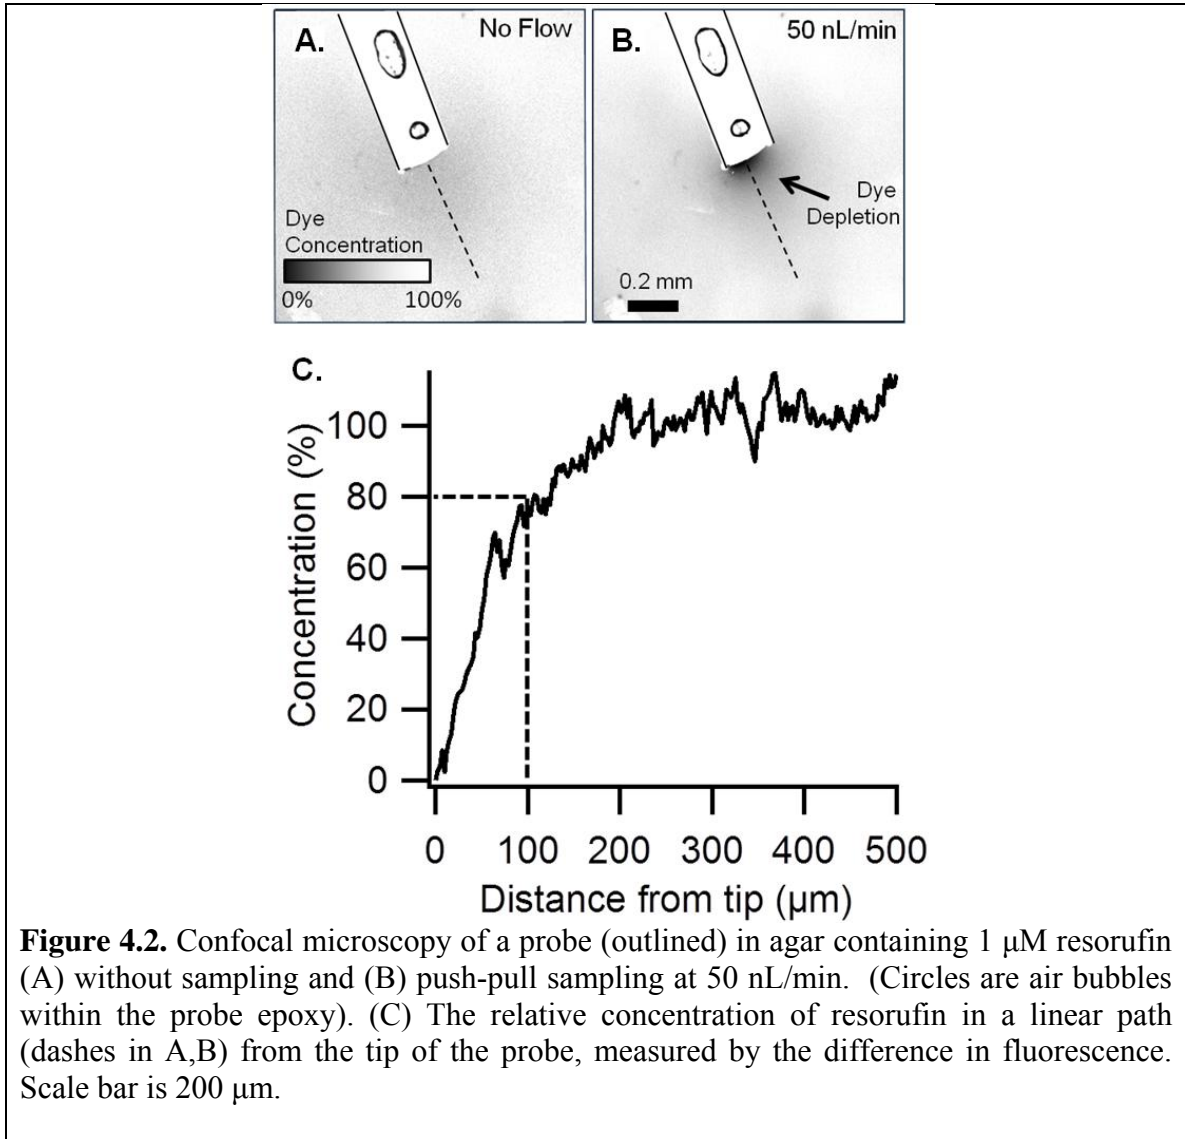 A.
No Flow
B.
50 nL/min
Dye
Concentration
0%
100%
Dye
Depletion
0.2 mm
C.
Concentration (%)
100
80
60
40
20
0
0 100 200 300 400 500
Distance from tip (µm)
Figure 4.2. Confocal microscopy of a probe (outlined) in agar containing 1 μM resorufin
(A) without sampling and (B) push-pull sampling at 50 nL/min. (Circles are air bubbles
within the probe epoxy). (C) The relative concentration of resorufin in a linear path
(dashes in A,B) from the tip of the probe, measured by the difference in fluorescence.
Scale bar is 200 μm.